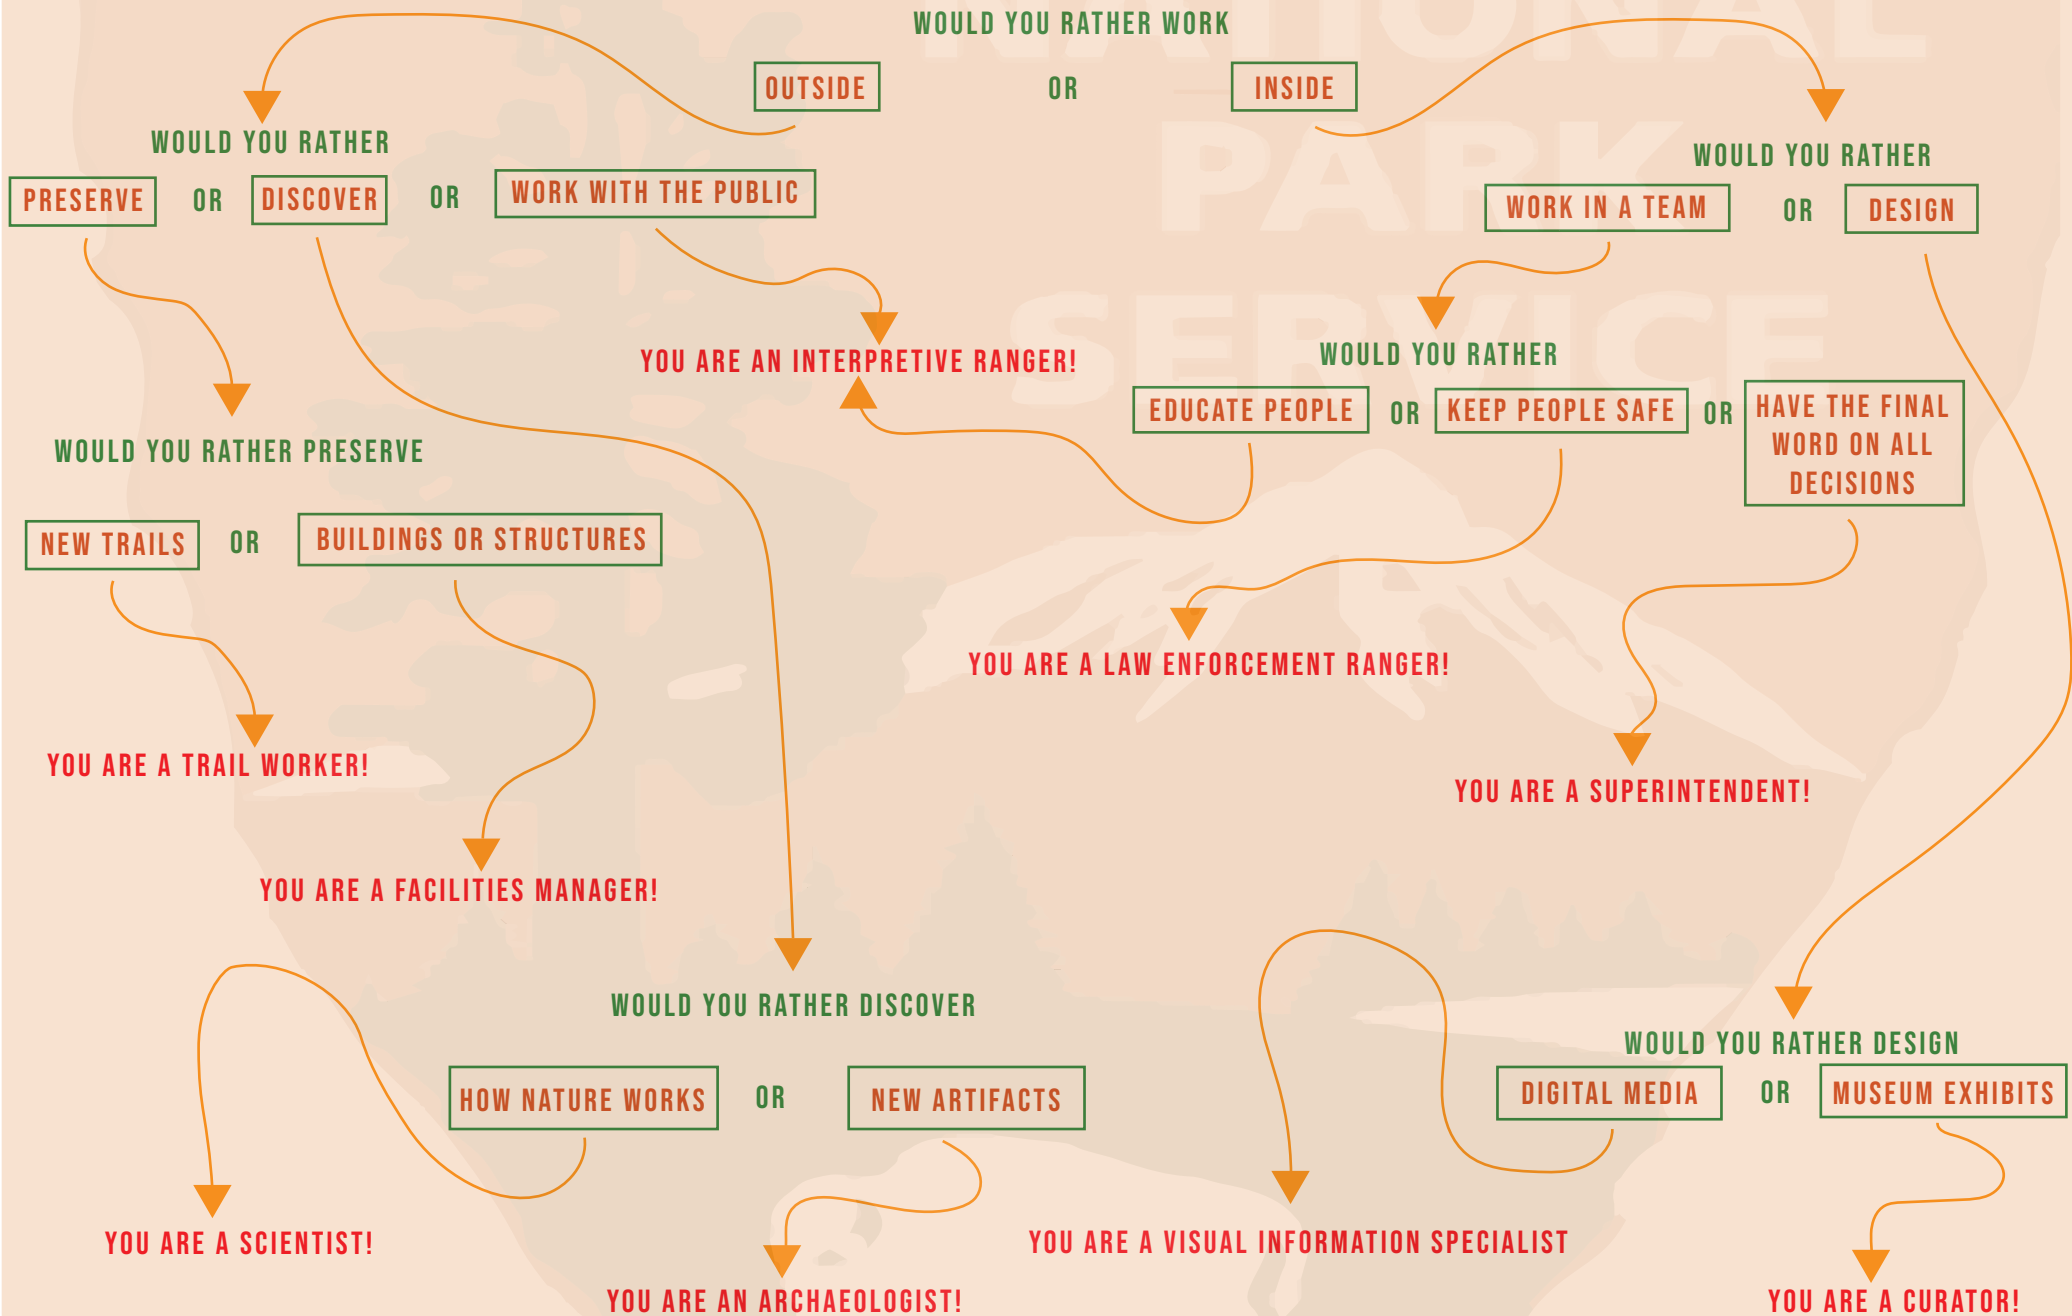 NATIONAL
PARK
SERVICE
WOULD YOU RATHER WORK
OUTSIDE OR INSIDE
WOULD YOU RATHER
PRESERVE OR DISCOVER OR WORK WITH THE PUBLIC
WOULD YOU RATHER
WORK IN A TEAM OR DESIGN
YOU ARE AN INTERPRETIVE RANGER!
WOULD YOU RATHER
EDUCATE PEOPLE OR KEEP PEOPLE SAFE OR HAVE THE FINAL
WORD ON ALL
DECISIONS
WOULD YOU RATHER PRESERVE
NEW TRAILS OR BUILDINGS OR STRUCTURES
YOU ARE A LAW ENFORCEMENT RANGER!
YOU ARE A TRAIL WORKER!
YOU ARE A SUPERINTENDENT!
YOU ARE A FACILITIES MANAGER!
WOULD YOU RATHER DISCOVER
HOW NATURE WORKS OR NEW ARTIFACTS
WOULD YOU RATHER DESIGN
DIGITAL MEDIA OR MUSEUM EXHIBITS
YOU ARE A SCIENTIST!
YOU ARE A VISUAL INFORMATION SPECIALIST
YOU ARE AN ARCHAEOLOGIST!
YOU ARE A CURATOR!